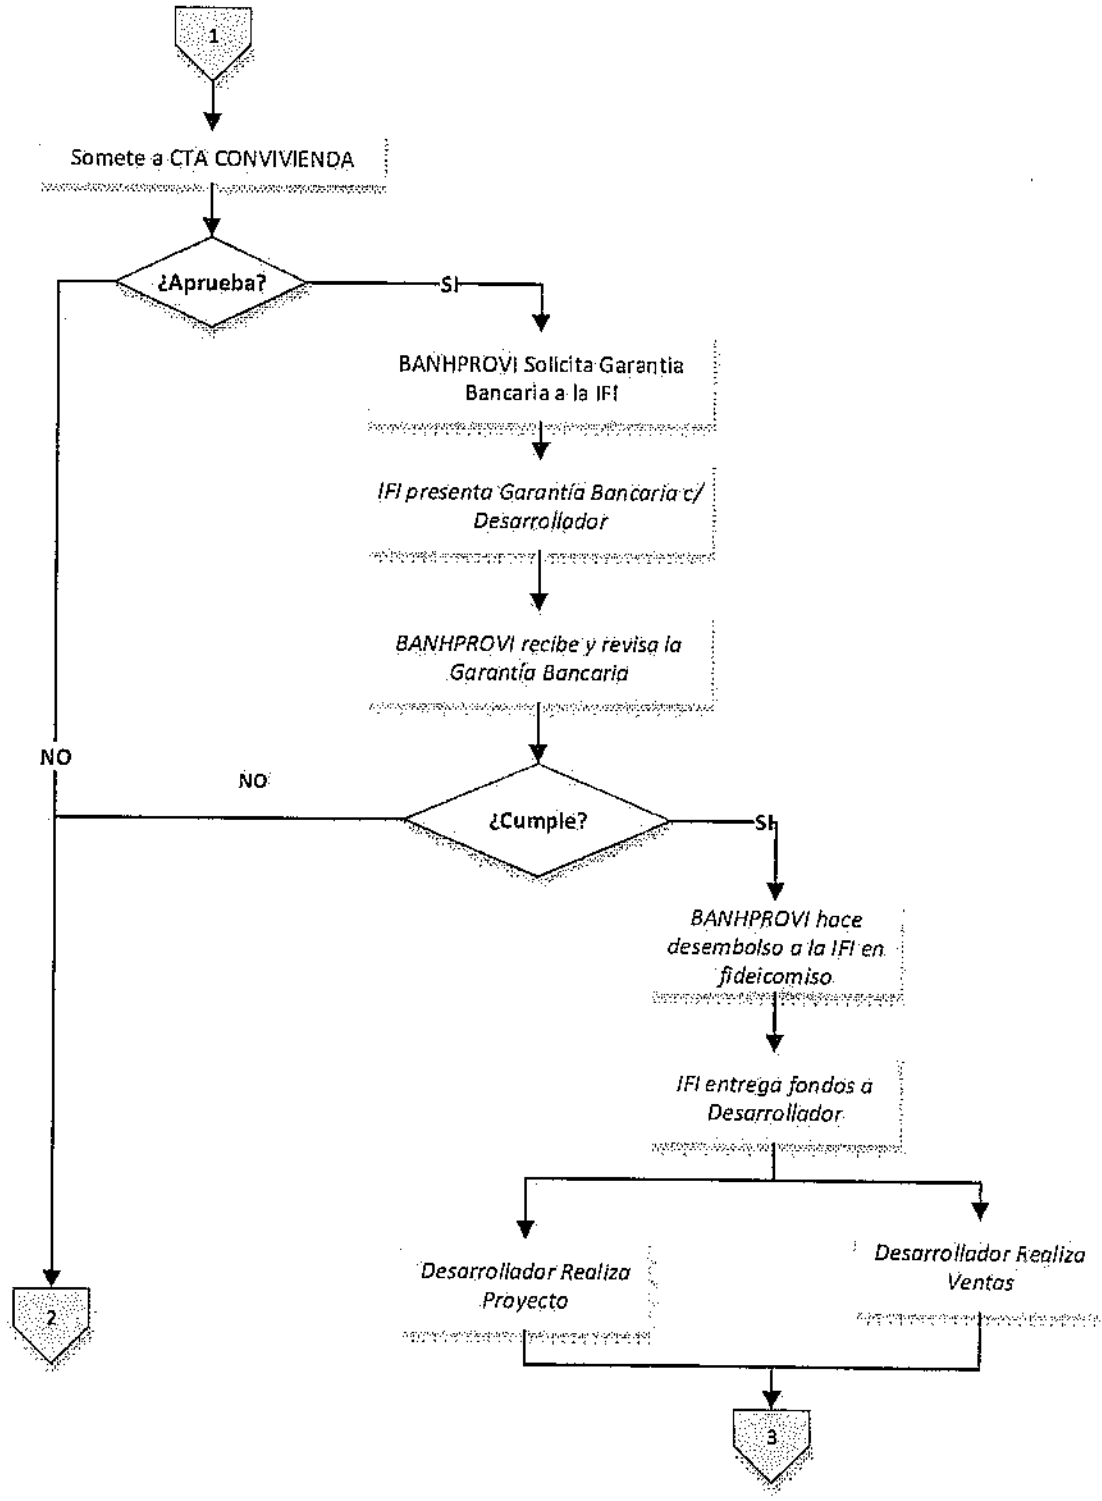 1
Somete a CTA CONVIVIENDA
¿Aprueba?
SI
BANHPROVI Solicita Garantia
Bancaria a la IFI
IFI presenta Garantía Bancaria c/
Desarrollador
BANHPROVI recibe y revisa la
Garantía Bancaria
NO
NO
¿Cumple?
SI
BANHPROVI hace
desembolso a la IFI en
fideicomiso
IFI entrega fondos a
Desarrollador
Desarrollador Realiza
Proyecto
Desarrollador Realiza
Ventas
2
3